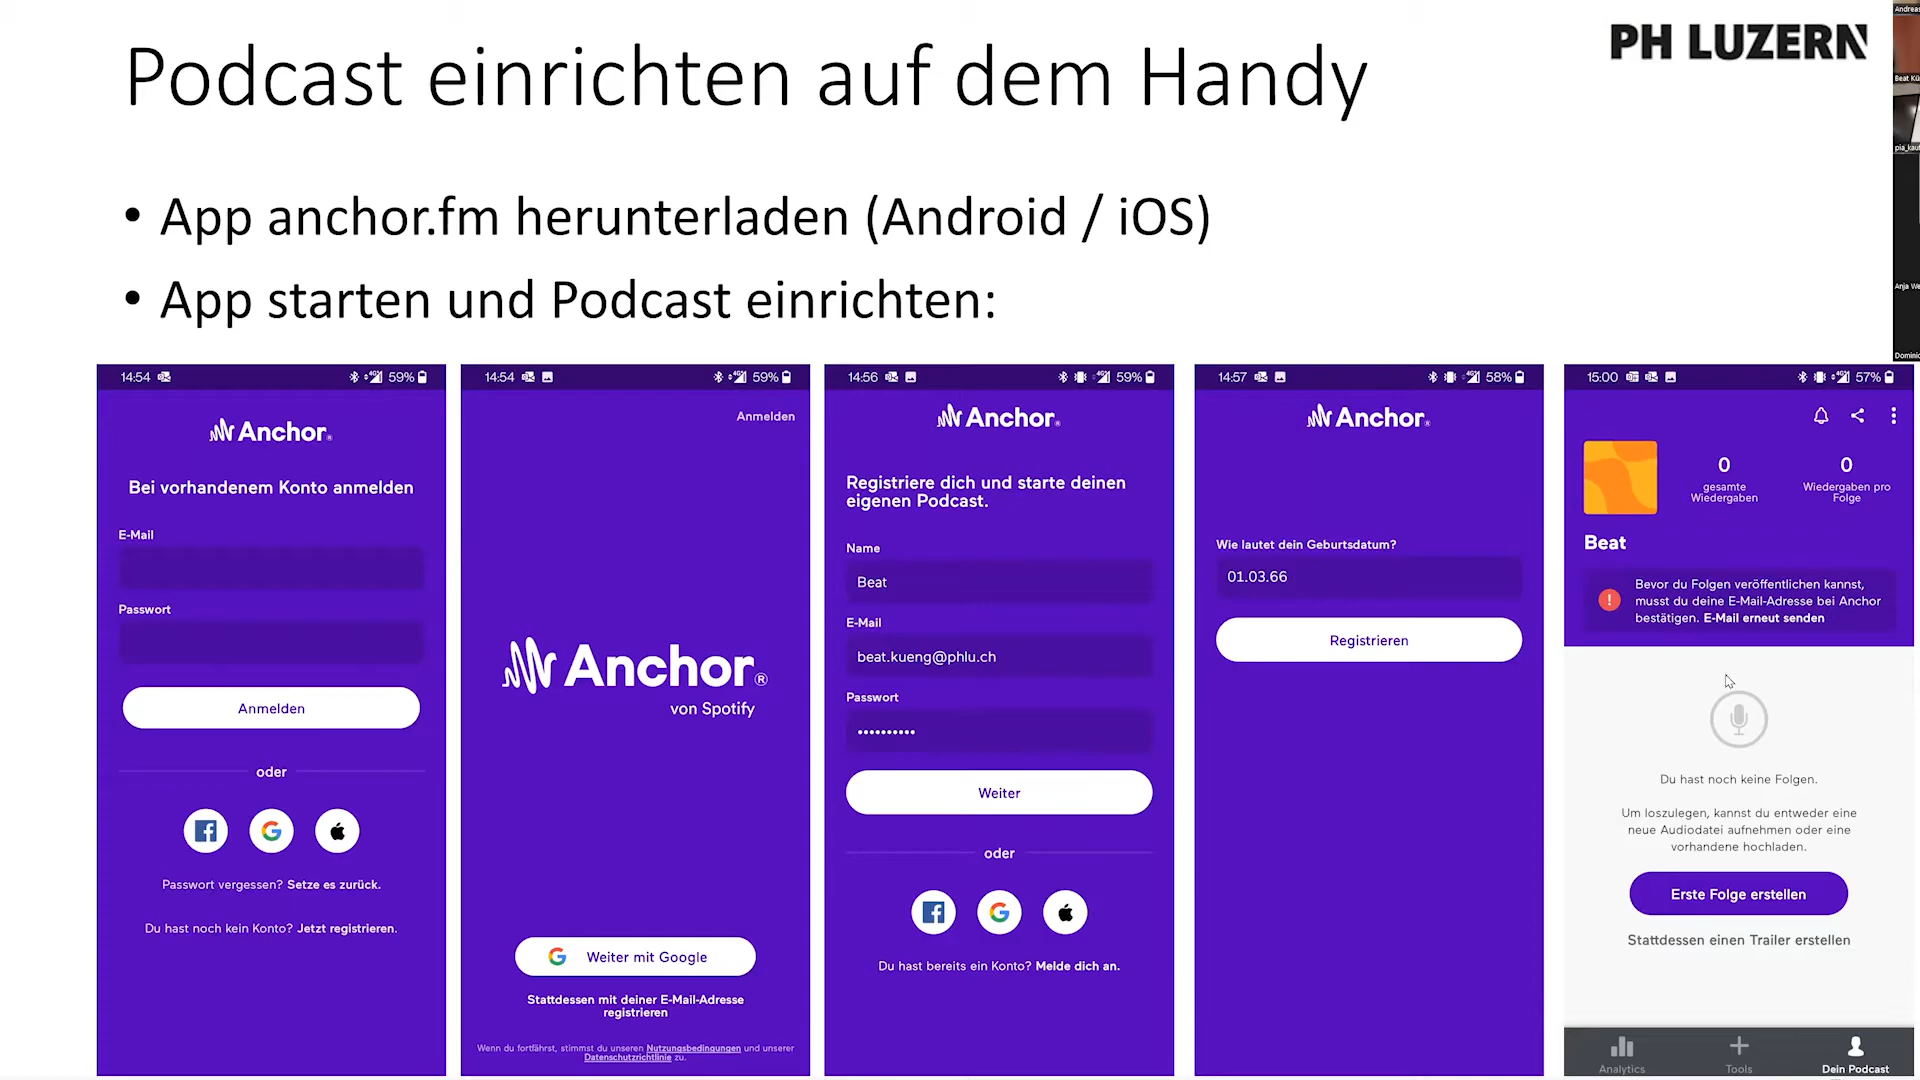 Podcast einrichten auf dem Handy
PH LUZERN
• App anchor.fm herunterladen (Android / iOS)
• App starten und Podcast einrichten:
14:54
59%
Anchor®
Bei vorhandenem Konto anmelden
E-Mail
Passwort
Anmelden
oder
Passwort vergessen? Setze es zurück.
Du hast noch kein Konto? Jetzt registrieren.
14:54
59%
Anmelden
Anchor®
von Spotify
Weiter mit Google
Stattdessen mit deiner E-Mail-Adresse
registrieren
Wenn du fortfährst, stimmst du unseren Nutzungsbedingungen und unserer
Datenschutzrichtlinie zu.
14:56
59%
Anchor®
Registriere dich und starte deinen
eigenen Podcast.
Name
Beat
E-Mail
beat.kueng@phlu.ch
Passwort
••••••••••
Weiter
oder
Du hast bereits ein Konto? Melde dich an.
14:57
58%
Anchor®
Wie lautet dein Geburtsdatum?
01.03.66
Registrieren
15:00
57%
0
gesamte
Wiedergaben
0
Wiedergaben pro
Folge
Beat
Bevor du Folgen veröffentlichen kannst,
musst du deine E-Mail-Adresse bei Anchor
bestätigen. E-Mail erneut senden
Du hast noch keine Folgen.
Um loszulegen, kannst du entweder eine
neue Audiodatei aufnehmen oder eine
vorhandene hochladen.
Erste Folge erstellen
Stattdessen einen Trailer erstellen
Analytics
Tools
Dein Podcast
Andreas
Beat Kü
pia_kau
Anja We
Dominic